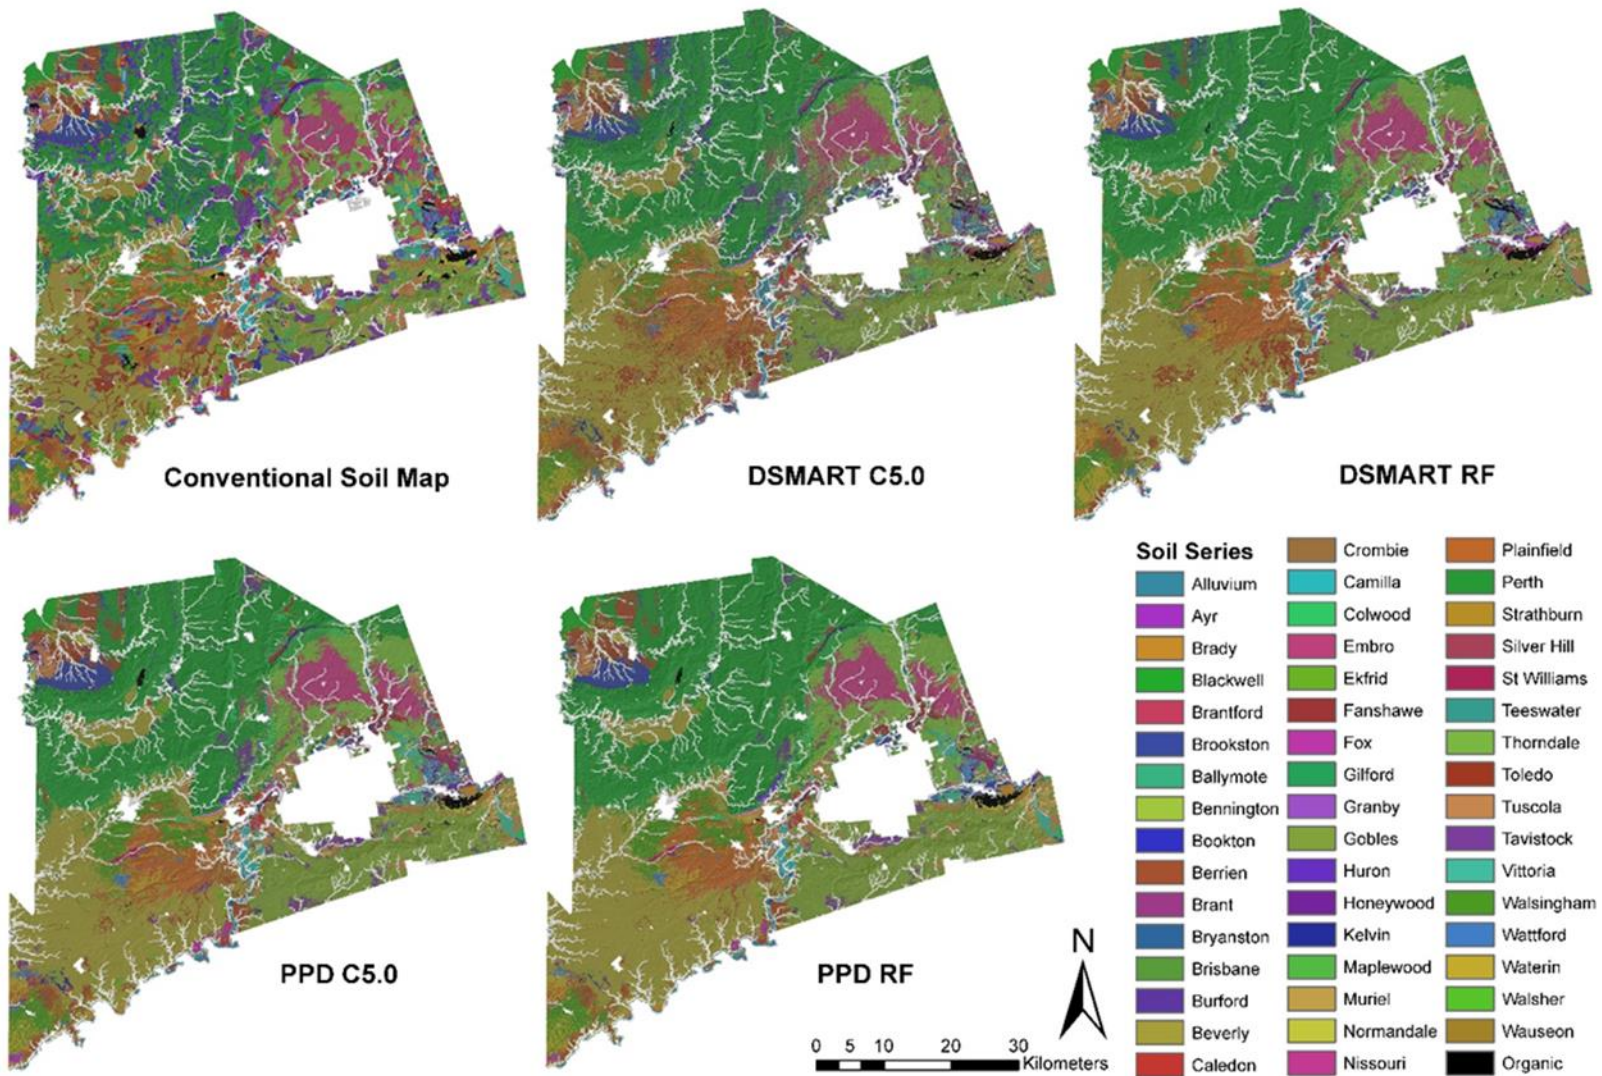 Conventional Soil Map
DSMART C5.0
DSMART RF
PPD C5.0
PPD RF
N
0 5 10 20 30
Kilometers
Soil Series
Alluvium
Ayr
Brady
Blackwell
Brantford
Brookston
Ballymote
Bennington
Bookton
Berrien
Brant
Bryanston
Brisbane
Burford
Beverly
Caledon
Crombie
Camilla
Colwood
Embro
Ekfrid
Fanshawe
Fox
Gilford
Granby
Gobles
Huron
Honeywood
Kelvin
Maplewood
Muriel
Normandale
Nissouri
Plainfield
Perth
Strathburn
Silver Hill
St Williams
Teeswater
Thorndale
Toledo
Tuscola
Tavistock
Vittoria
Walsingham
Wattford
Waterin
Walsher
Wauseon
Organic